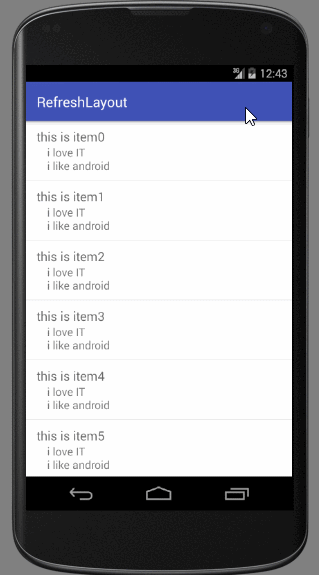 3G 12:43
RefreshLayout
this is item0
i love IT
i like android
this is item1
i love IT
i like android
this is item2
i love IT
i like android
this is item3
i love IT
i like android
this is item4
i love IT
i like android
this is item5
i love IT
i like android